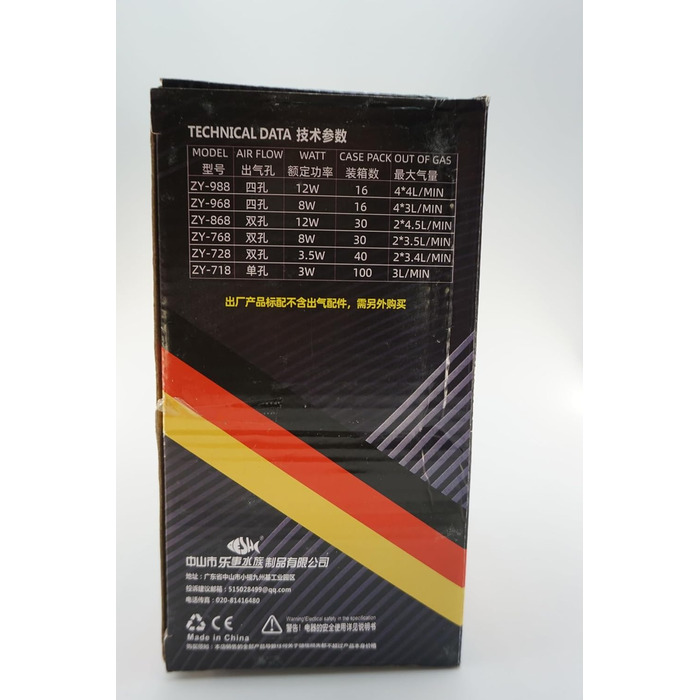 TECHNICAL DATA 技术参数
MODEL AIR FLOW WATT CASE PACK OUT OF GAS
型号 出气孔 额定功率 装箱数 最大气量
ZY-988 四孔 12W 16 4*4L/MIN
ZY-968 四孔 8W 16 4*3L/MIN
ZY-868 双孔 12W 30 2*4.5L/MIN
ZY-768 双孔 8W 30 2*3.5L/MIN
ZY-728 双孔 3.5W 40 2*3.4L/MIN
ZY-718 单孔 3W 100 3L/MIN
出厂产品标配不含出气配件，需另外购买
中山市乐事水族制品有限公司
地址：广东省中山市小榄九州基工业园区
投诉建议邮箱：515028499@qq.com
电话传真：020-81416480
CE
Made in China
Warning!Electrical safety in the
警告！电器的安全使用详见说明书